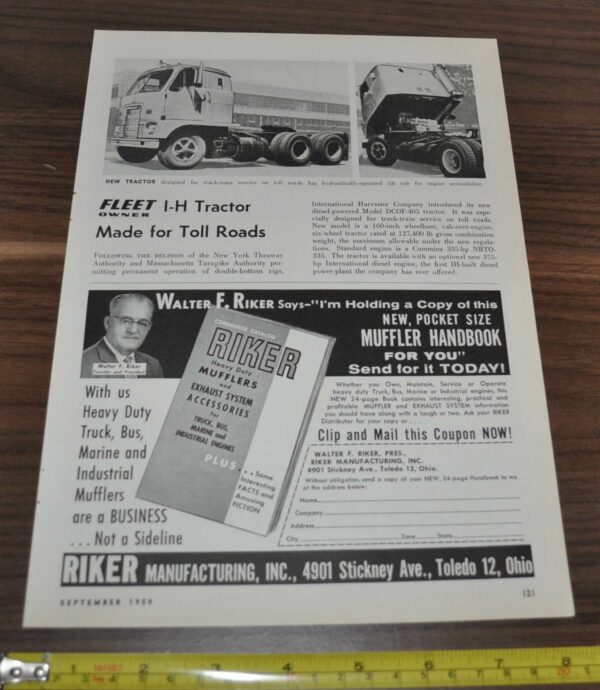 NEW TRACTOR designed for truck-train service on toll roads has hydraulically-operated tilt cab for engine accessibility.
FLEET OWNER I-H Tractor
Made for Toll Roads
FOLLOWING THE DECISION of the New York Thruway
Authority and Massachusetts Turnpike Authority per-
mitting permanent operation of double-bottom rigs,
International Harvester Company introduced its new
diesel-powered Model DCOF-405 tractor. It was espe-
cially designed for truck-train service on toll roads.
New model is a 160-inch wheelbase, cab-over-engine,
six-wheel tractor rated at 127,400 lb gross combination
weight, the maximum allowable under the new regula-
tions. Standard engine is a Cummins 335-hp NRTO-
335. The tractor is available with an optional new 375-
hp International diesel engine, the first IH-built diesel
power-plant the company has ever offered.
WALTER F. RIKER Says-"I'm Holding a Copy of this
NEW, POCKET SIZE
MUFFLER HANDBOOK
FOR YOU"
Send for it TODAY!
Walter F. Riker
Founder and President
CONDENSED CATALOG
RIKER
Heavy Duty
MUFFLERS
and
EXHAUST SYSTEM
ACCESSORIES
for
TRUCK, BUS,
MARINE and
INDUSTRIAL ENGINES
PLUS... Some
Interesting
FACTS and
Amusing
FICTION
With us
Heavy Duty
Truck, Bus,
Marine and
Industrial
Mufflers
are a BUSINESS
... Not a Sideline
Whether you Own, Maintain, Service or Operate
heavy duty Truck, Bus, Marine or Industrial engines, this
NEW 24-page Book contains interesting, practical and
profitable MUFFLER and EXHAUST SYSTEM information
you should have along with a laugh or two. Ask your RIKER
Distributor for your copy or . . .
Clip and Mail this Coupon NOW!
WALTER F. RIKER, PRES.,
RIKER MANUFACTURING, INC.
4901 Stickney Ave., Toledo 12, Ohio.
Without obligation, send a copy of your NEW, 24-page Handbook to me
at the address below:
Name
Company
Address
City Zone State
RIKER MANUFACTURING, INC., 4901 Stickney Ave., Toledo 12, Ohio
SEPTEMBER 1959
121
1 2 3 4 5 6 7 8